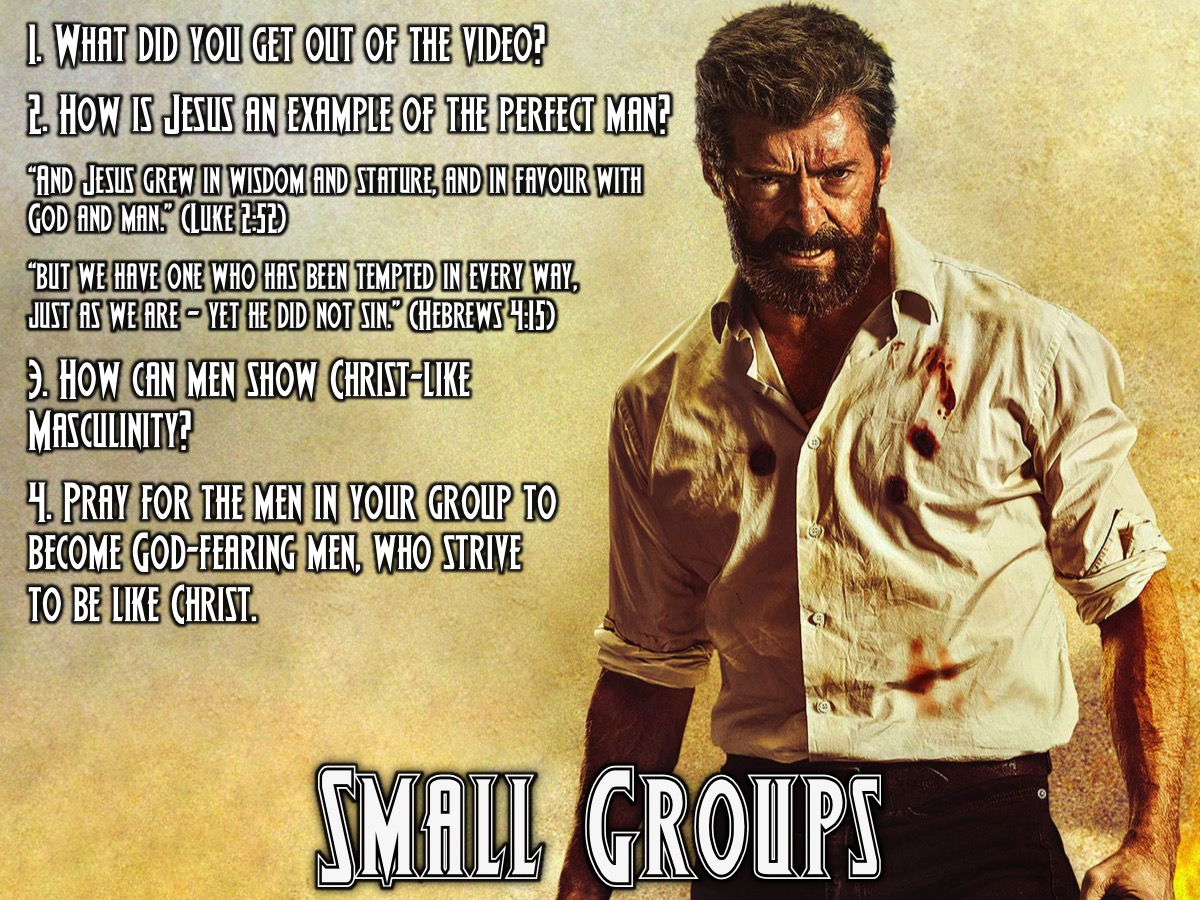 1. What did you get out of the video?
2. How is Jesus an example of the perfect man?
“And Jesus grew in wisdom and stature, and in favour with
God and man.” (Luke 2:52)
“but we have one who has been tempted in every way,
just as we are – yet he did not sin.” (Hebrews 4:15)
3. How can men show Christ-like
Masculinity?
4. Pray for the men in your group to
become God-fearing men, who strive
to be like Christ.
Small Groups